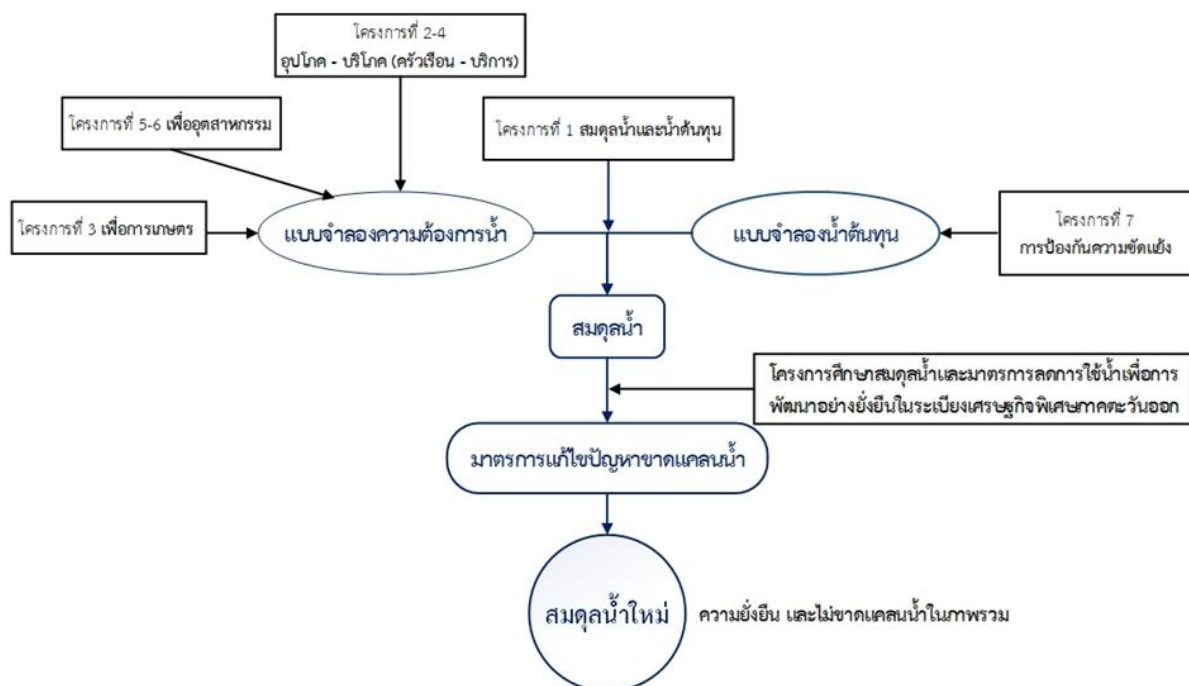 โครงการที่ 2-4
อุปโภค - บริโภค (ครัวเรือน - บริการ)
โครงการที่ 5-6 เพื่ออุตสาหกรรม
โครงการที่ 1 สมดุลน้ำและน้ำต้นทุน
โครงการที่ 3 เพื่อการเกษตร
แบบจำลองความต้องการน้ำ
แบบจำลองน้ำต้นทุน
โครงการที่ 7
การป้องกันความขัดแย้ง
สมดุลน้ำ
โครงการศึกษาสมดุลน้ำและมาตรการลดการใช้น้ำเพื่อการ
พัฒนาอย่างยั่งยืนในระเบียงเศรษฐกิจพิเศษภาคตะวันออก
มาตรการแก้ไขปัญหาขาดแคลนน้ำ
สมดุลน้ำใหม่
ความยั่งยืน และไม่ขาดแคลนน้ำในภาพรวม